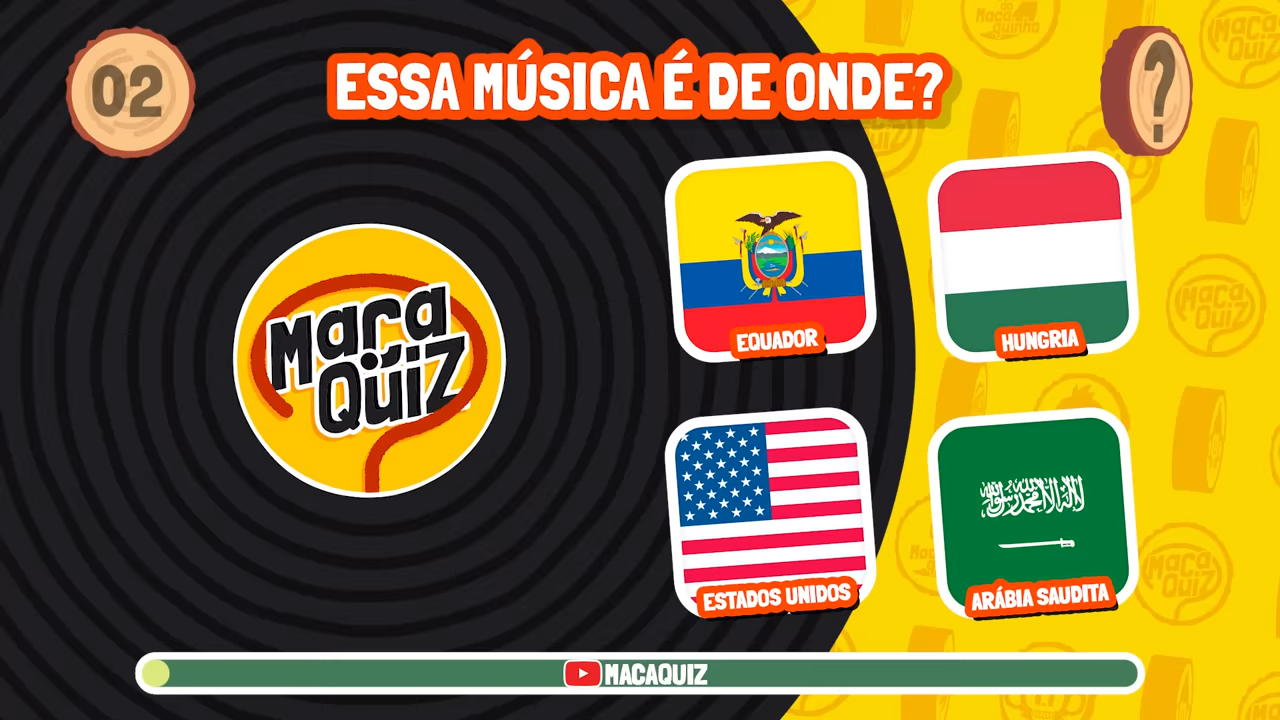 02
ESSA MÚSICA É DE ONDE?
?
Maca
QuiZ
EQUADOR
HUNGRIA
ESTADOS UNIDOS
ARÁBIA SAUDITA
MACAQUIZ